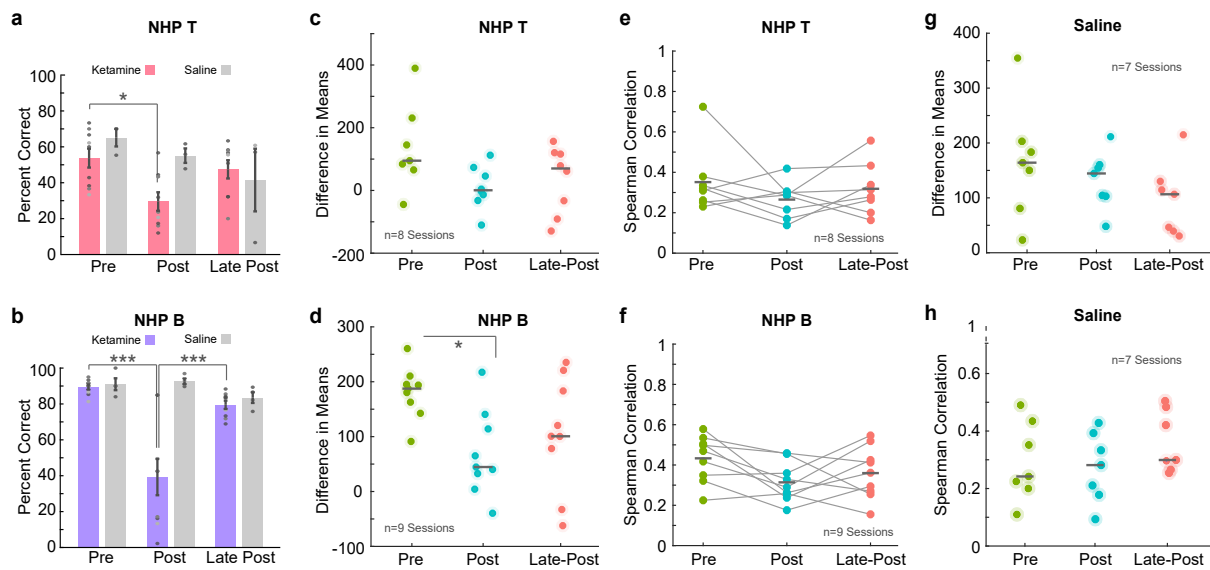 a
NHP T
Ketamine
Saline
Percent Correct
100
80
60
40
20
0
*
Pre
Post
Late Post
c
NHP T
Difference in Means
400
200
0
-200
n=8 Sessions
Pre
Post
Late-Post
e
NHP T
Spearman Correlation
1
0.8
0.6
0.4
0.2
0
n=8 Sessions
Pre
Post
Late-Post
g
Saline
Difference in Means
400
300
200
100
0
n=7 Sessions
Pre
Post
Late-Post
b
NHP B
Ketamine
Saline
Percent Correct
100
80
60
40
20
0
***
***
Pre
Post
Late Post
d
NHP B
Difference in Means
300
200
100
0
-100
*
n=9 Sessions
Pre
Post
Late-Post
f
NHP B
Spearman Correlation
1
0.8
0.6
0.4
0.2
0
n=9 Sessions
Pre
Post
Late-Post
h
Saline
Spearman Correlation
1
0.6
0.4
0.2
0
n=7 Sessions
Pre
Post
Late-Post